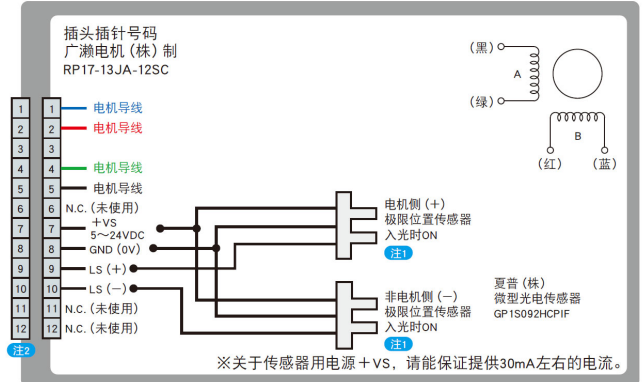 插头插针号码
广濑电机(株)制
RP17-13JA-12SC
(黑)
A
(绿)
B
(红) (蓝)
1 1 电机导线
2 2 电机导线
3 3
4 4 电机导线
5 5 电机导线
6 6 N.C.(未使用)
7 7 +VS
5~24VDC
8 8 GND (0V)
9 9 LS (+)
10 10 LS (-)
11 11 N.C.(未使用)
12 12 N.C.(未使用)
注2
电机侧(+)
极限位置传感器
入光时ON
注1
非电机侧(-)
极限位置传感器
入光时ON
注1
夏普(株)
微型光电传感器
GP1S092HCPIF
※关于传感器用电源+VS,请能保证提供30mA左右的电流。